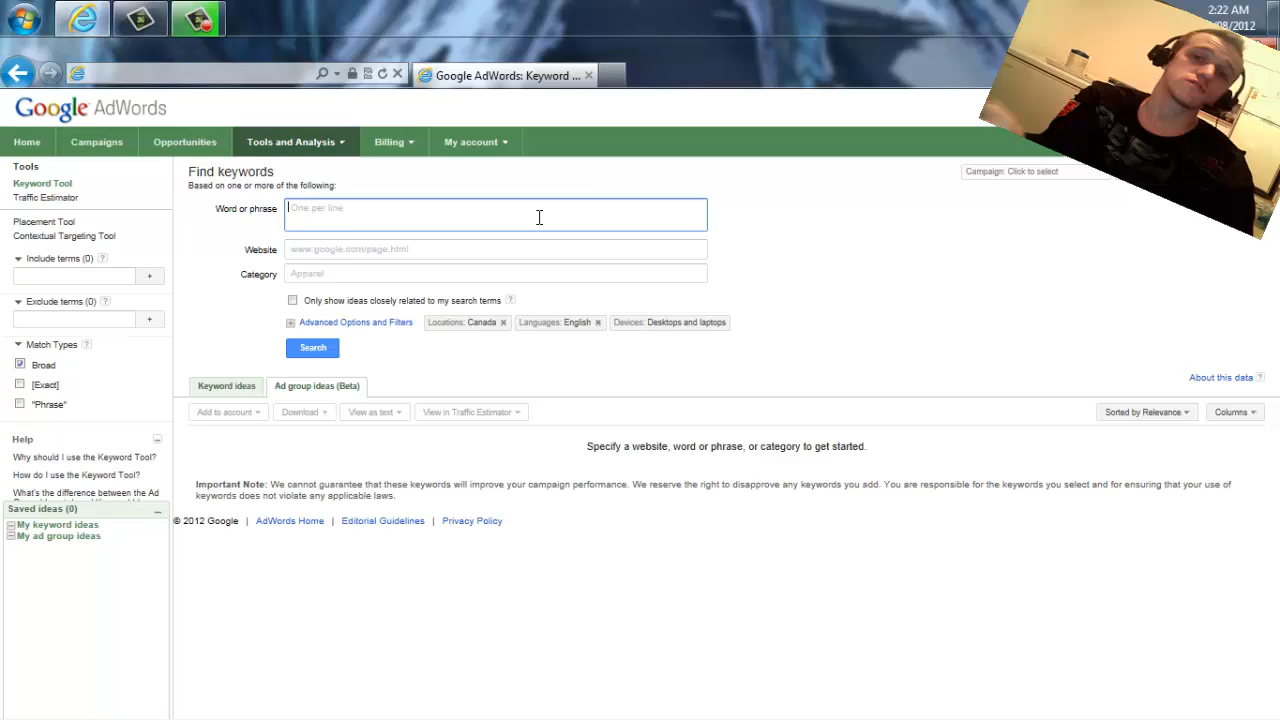 2:22 AM
/08/2012
Google AdWords: Keyword ...
Google AdWords
Home
Campaigns
Opportunities
Tools and Analysis
Billing
My account
Tools
Keyword Tool
Traffic Estimator
Placement Tool
Contextual Targeting Tool
Include terms (0) ?
+
Exclude terms (0) ?
+
Match Types ?
Broad
[Exact]
"Phrase"
Help
Why should I use the Keyword Tool?
How do I use the Keyword Tool?
What's the difference between the Ad
Saved ideas (0)
My keyword ideas
My ad group ideas
Find keywords
Based on one or more of the following:
Campaign: Click to select
Word or phrase One per line
Website www.google.com/page.html
Category Apparel
Only show ideas closely related to my search terms ?
Advanced Options and Filters Locations: Canada x Languages: English x Devices: Desktops and laptops
Search
About this data ?
Keyword ideas Ad group ideas (Beta)
Add to account Download View as text View in Traffic Estimator Sorted by Relevance Columns
Specify a website, word or phrase, or category to get started.
Important Note: We cannot guarantee that these keywords will improve your campaign performance. We reserve the right to disapprove any keywords you add. You are responsible for the keywords you select and for ensuring that your use of
keywords does not violate any applicable laws.
© 2012 Google | AdWords Home | Editorial Guidelines | Privacy Policy